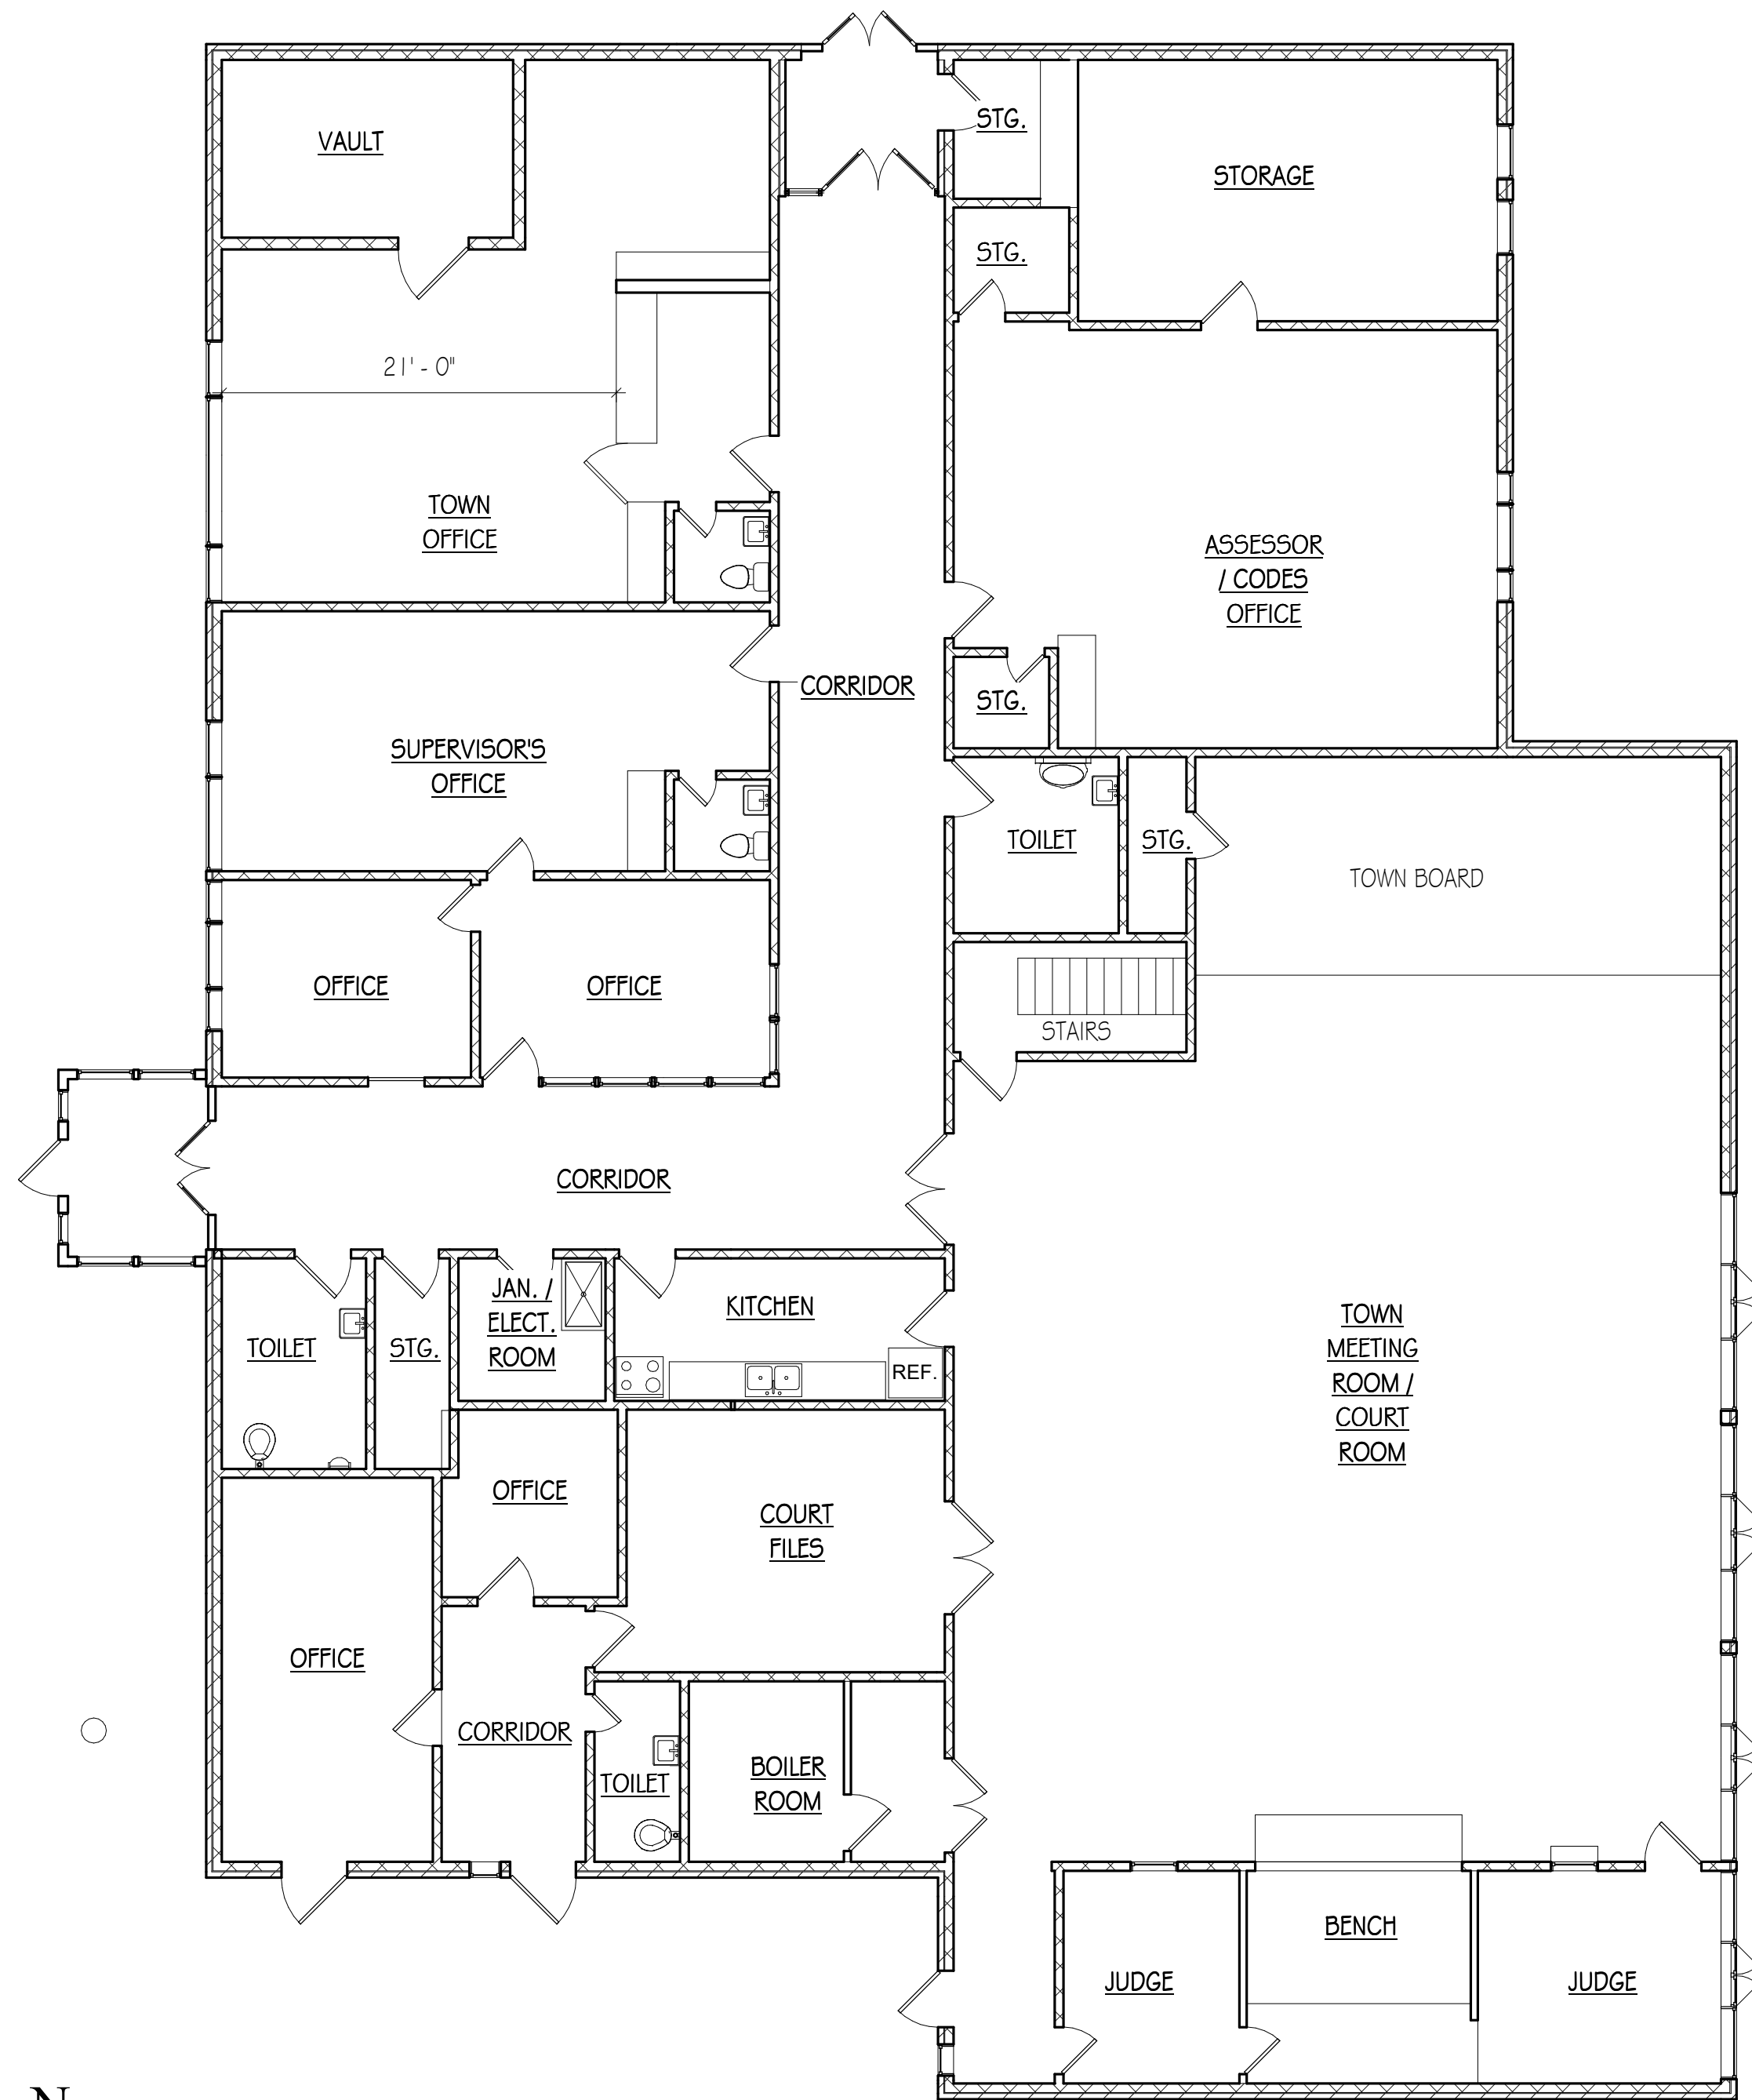 VAULT
STG.
STORAGE
STG.
21' - 0"
TOWN
OFFICE
ASSESSOR
/ CODES
OFFICE
CORRIDOR
STG.
SUPERVISOR'S
OFFICE
TOILET
STG.
TOWN BOARD
OFFICE
OFFICE
STAIRS
CORRIDOR
JAN. /
ELECT.
ROOM
KITCHEN
TOILET
STG.
REF.
TOWN
MEETING
ROOM /
COURT
ROOM
OFFICE
COURT
FILES
OFFICE
CORRIDOR
TOILET
BOILER
ROOM
BENCH
JUDGE
JUDGE
N